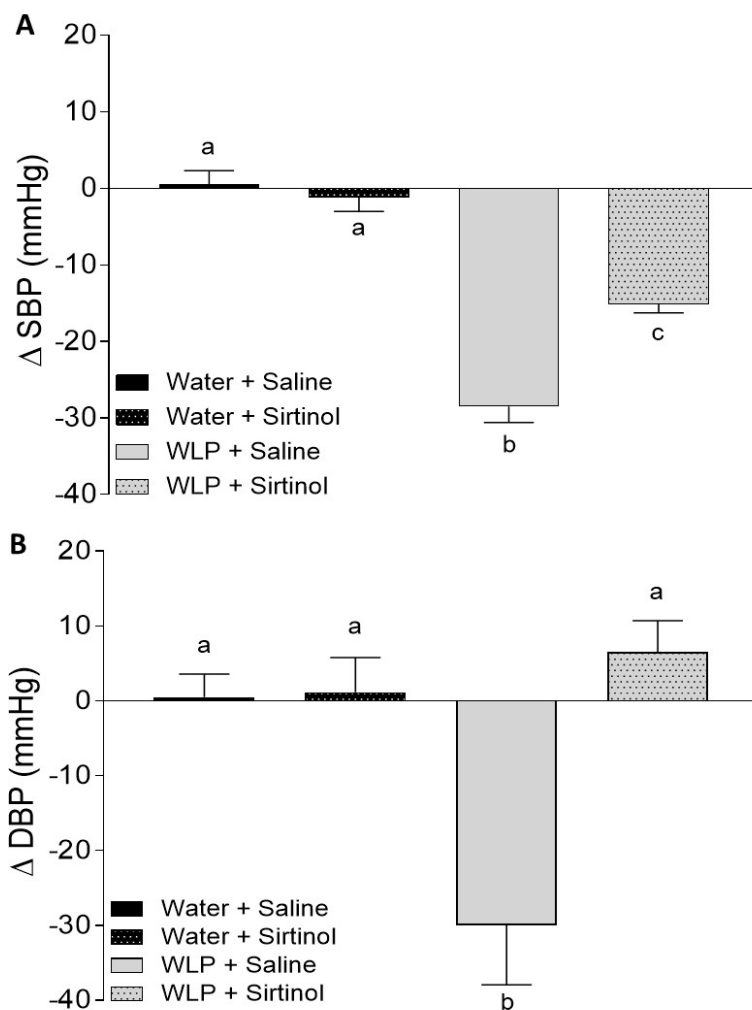 A
20
10
0
-10
-20
-30
-40
Δ SBP (mmHg)
a
a
b
c
Water + Saline
Water + Sirtinol
WLP + Saline
WLP + Sirtinol
B
20
10
0
-10
-20
-30
-40
Δ DBP (mmHg)
a
a
b
a
Water + Saline
Water + Sirtinol
WLP + Saline
WLP + Sirtinol